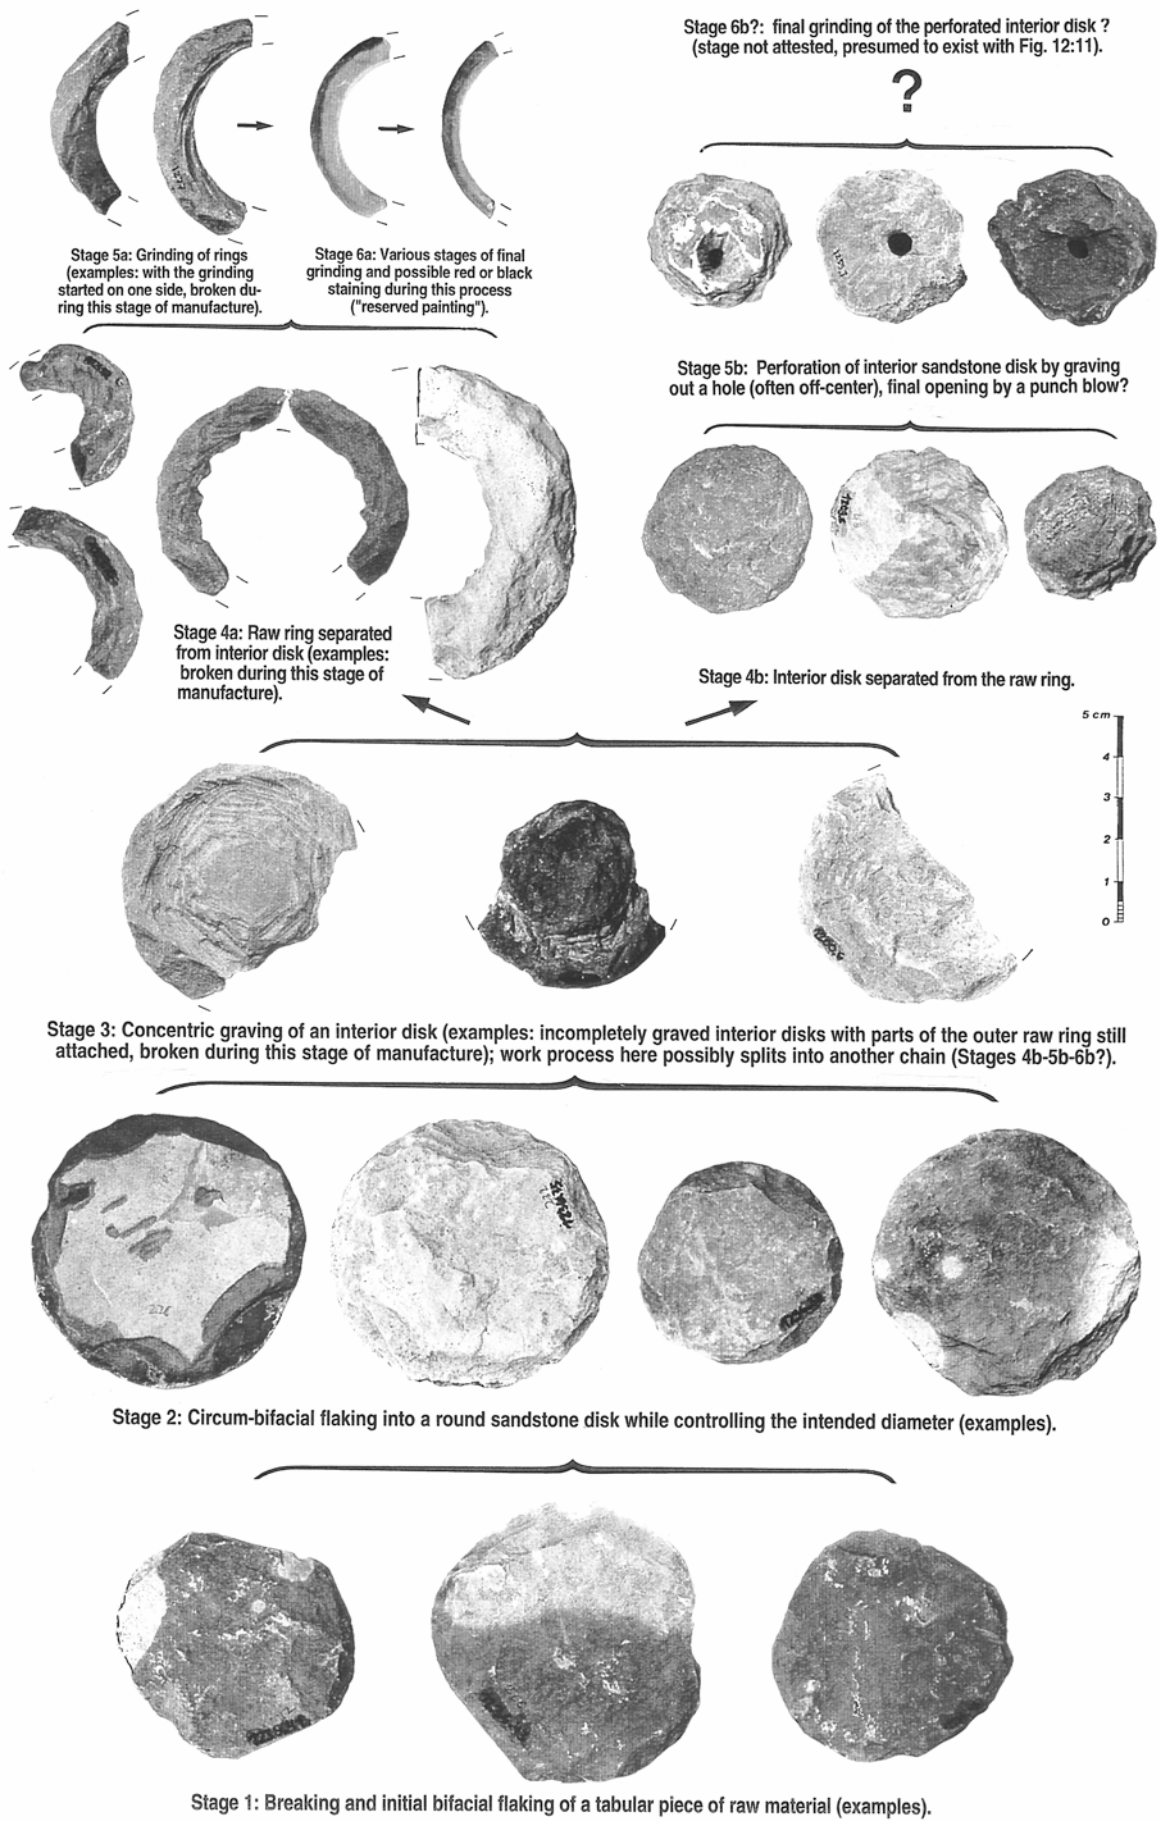 Stage 6b?: final grinding of the perforated interior disk ?
(stage not attested, presumed to exist with Fig. 12:11).
?
Stage 5a: Grinding of rings
(examples: with the grinding
started on one side, broken du-
ring this stage of manufacture).
Stage 6a: Various stages of final
grinding and possible red or black
staining during this process
("reserved painting").
Stage 5b: Perforation of interior sandstone disk by graving
out a hole (often off-center), final opening by a punch blow?
Stage 4a: Raw ring separated
from interior disk (examples:
broken during this stage of
manufacture).
Stage 4b: Interior disk separated from the raw ring.
5 cm
4
3
2
1
0
Stage 3: Concentric graving of an interior disk (examples: incompletely graved interior disks with parts of the outer raw ring still
attached, broken during this stage of manufacture); work process here possibly splits into another chain (Stages 4b-5b-6b?).
Stage 2: Circum-bifacial flaking into a round sandstone disk while controlling the intended diameter (examples).
Stage 1: Breaking and initial bifacial flaking of a tabular piece of raw material (examples).